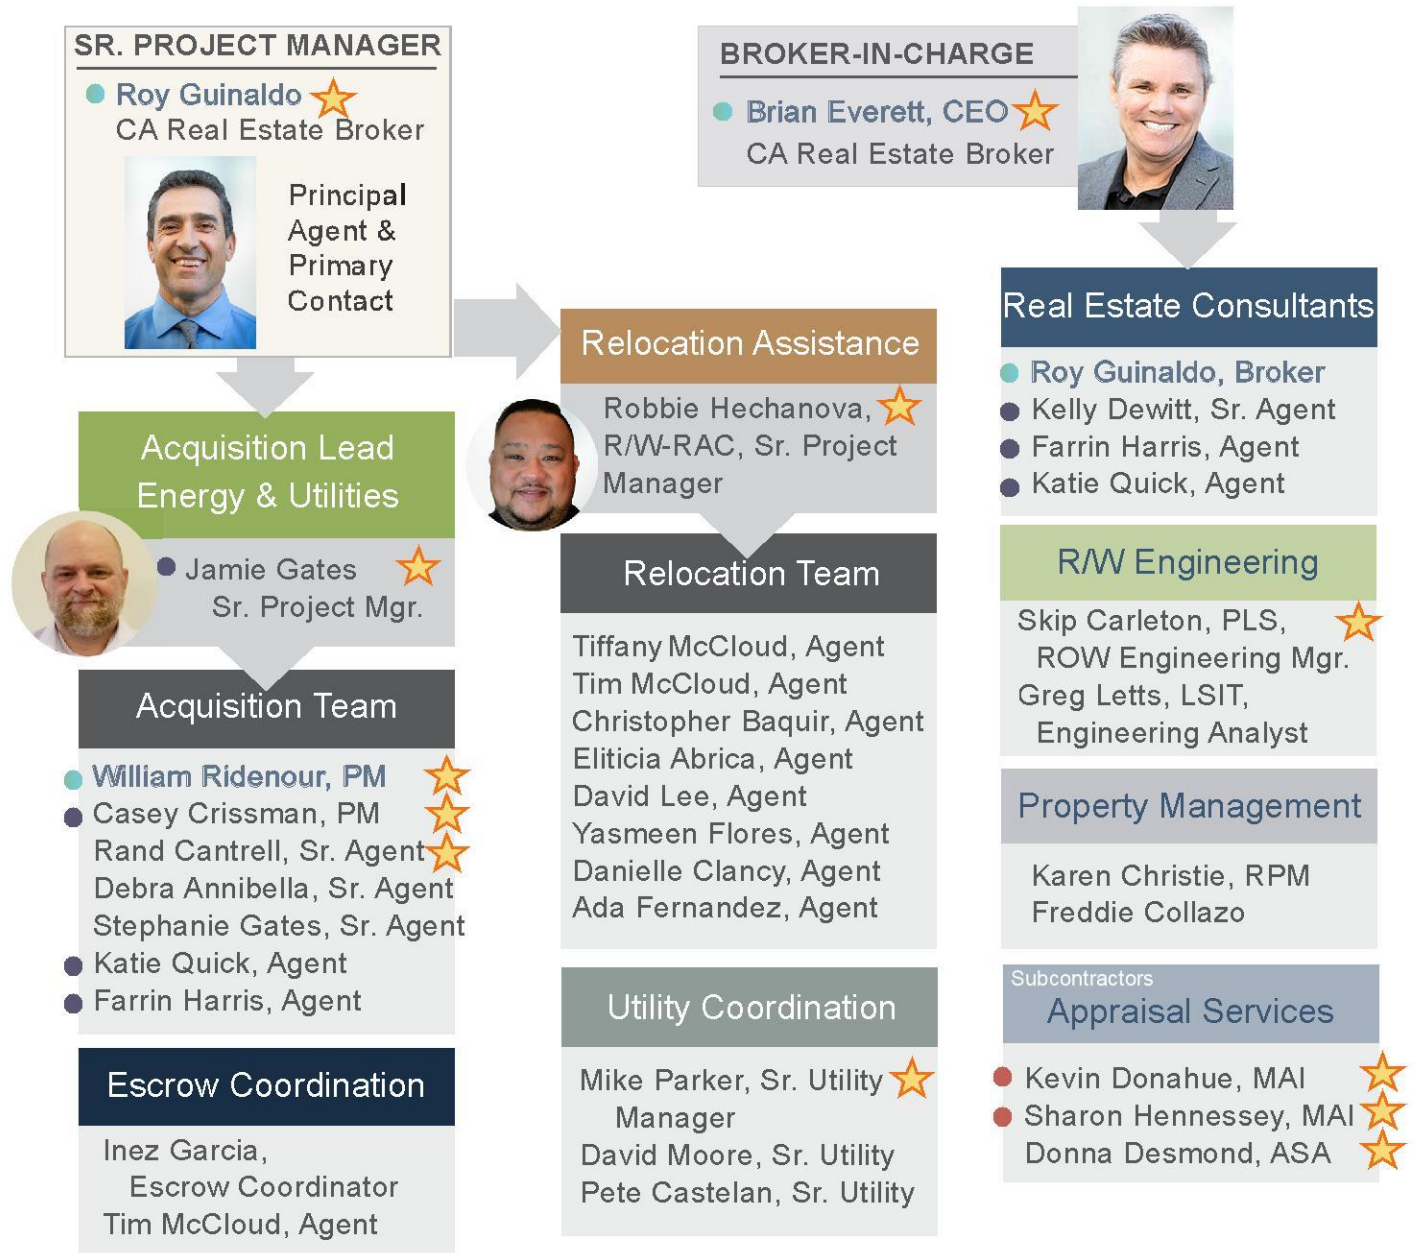 SR. PROJECT MANAGER
Roy Guinaldo
CA Real Estate Broker
Principal
Agent &
Primary
Contact
BROKER-IN-CHARGE
Brian Everett, CEO
CA Real Estate Broker
Acquisition Lead
Energy & Utilities
Jamie Gates
Sr. Project Mgr.
Acquisition Team
William Ridenour, PM
Casey Crissman, PM
Rand Cantrell, Sr. Agent
Debra Annibella, Sr. Agent
Stephanie Gates, Sr. Agent
Katie Quick, Agent
Farrin Harris, Agent
Escrow Coordination
Inez Garcia,
Escrow Coordinator
Tim McCloud, Agent
Relocation Assistance
Robbie Hechanova,
R/W-RAC, Sr. Project
Manager
Relocation Team
Tiffany McCloud, Agent
Tim McCloud, Agent
Christopher Baquir, Agent
Eliticia Abrica, Agent
David Lee, Agent
Yasmeen Flores, Agent
Danielle Clancy, Agent
Ada Fernandez, Agent
Utility Coordination
Mike Parker, Sr. Utility
Manager
David Moore, Sr. Utility
Pete Castelan, Sr. Utility
Real Estate Consultants
Roy Guinaldo, Broker
Kelly Dewitt, Sr. Agent
Farrin Harris, Agent
Katie Quick, Agent
R/W Engineering
Skip Carleton, PLS,
ROW Engineering Mgr.
Greg Letts, LSIT,
Engineering Analyst
Property Management
Karen Christie, RPM
Freddie Collazo
Subcontractors
Appraisal Services
Kevin Donahue, MAI
Sharon Hennessey, MAI
Donna Desmond, ASA